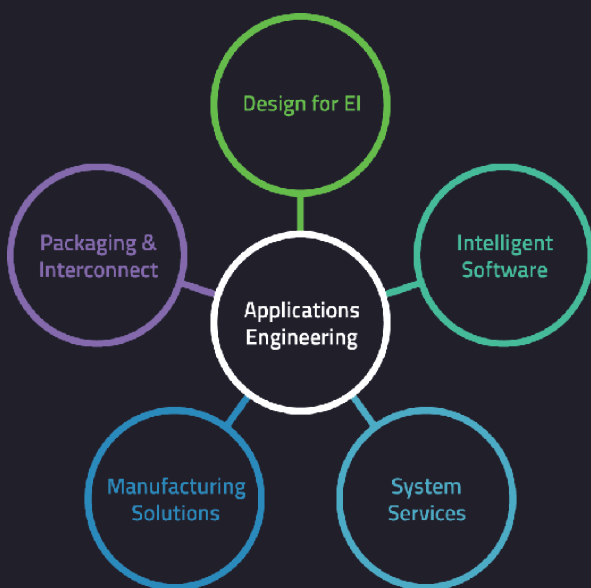 Design for EI
Packaging &
Interconnect
Intelligent
Software
Applications
Engineering
Manufacturing
Solutions
System
Services